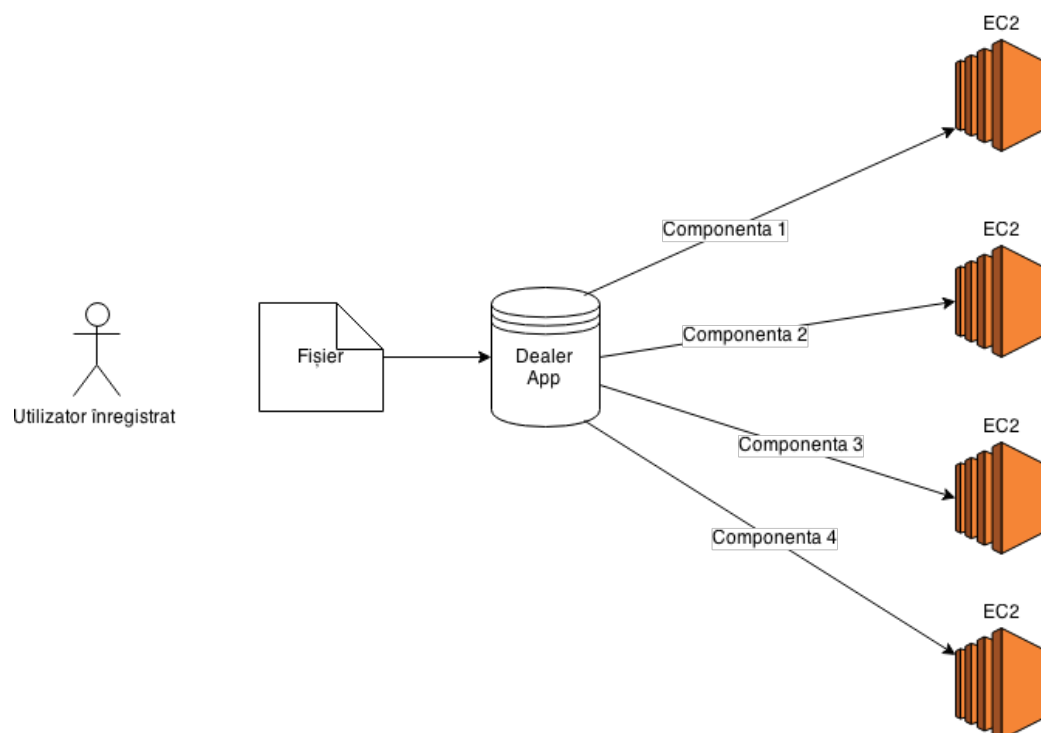 EC2
Componenta 1
EC2
Componenta 2
Fișier
Dealer
App
Utilizator înregistrat
EC2
Componenta 3
Componenta 4
EC2